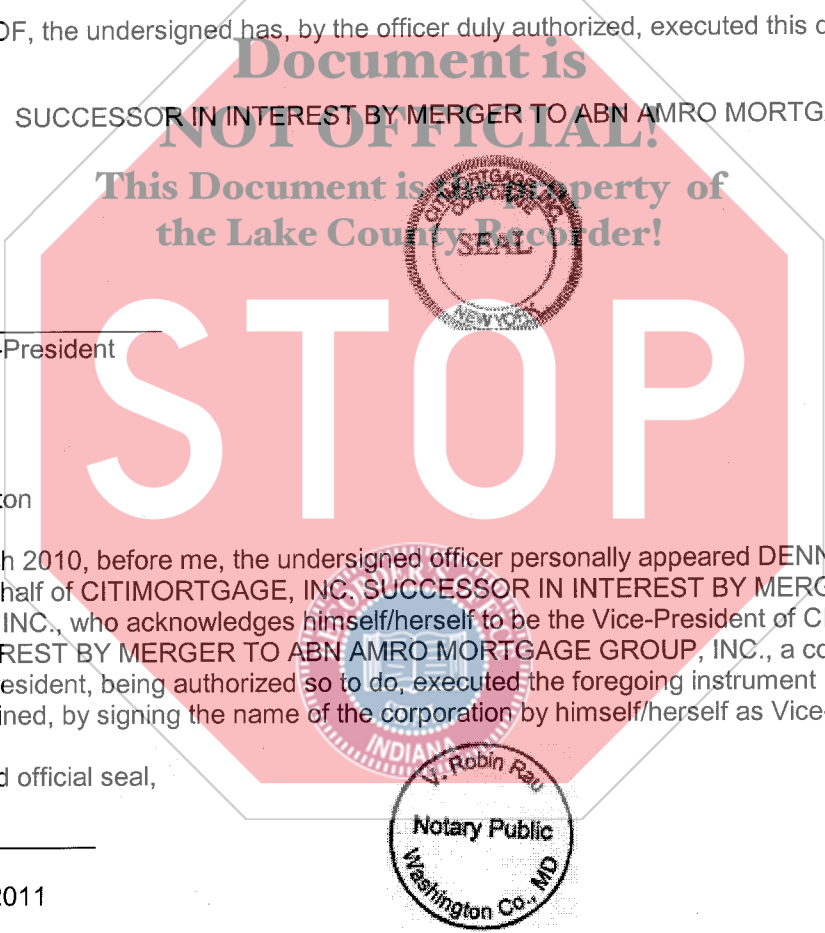 OF, the undersigned has, by the officer duly authorized, executed this
Document is
SUCCESSOR IN INTEREST BY MERGER TO ABN AMRO MORTG
NOT OFFICIAL!
This Document is the property of
the Lake County Recorder!
CITIMORTGAGE, INC.
CORPORATE
SEAL
NEW YORK
STOP
-President
ton
h 2010, before me, the undersigned officer personally appeared DENN
half of CITIMORTGAGE, INC. SUCCESSOR IN INTEREST BY MERG
INC., who acknowledges himself/herself to be the Vice-President of C
REST BY MERGER TO ABN AMRO MORTGAGE GROUP, INC., a co
esident, being authorized so to do, executed the foregoing instrument
ined, by signing the name of the corporation by himself/herself as Vice-
INDIANA
d official seal,
V. Robin Rau
Notary Public
Washington Co., MD
2011